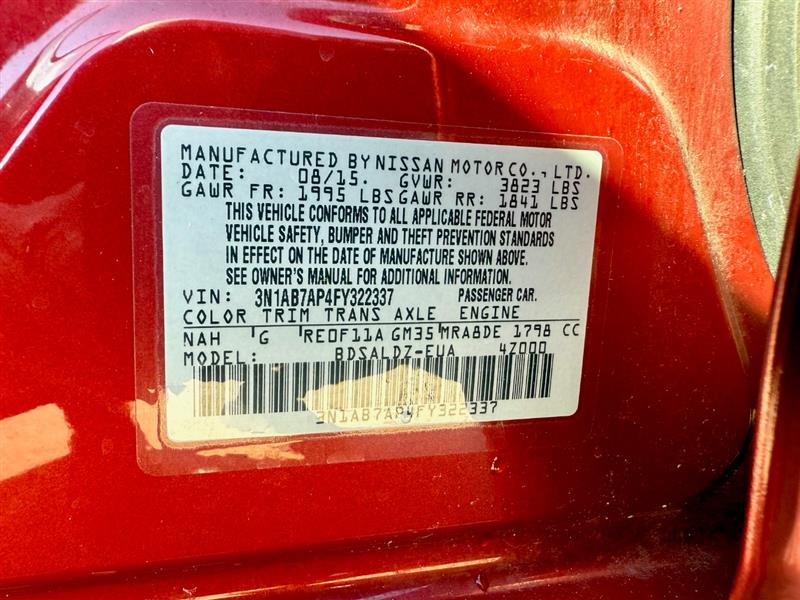 MANUFACTURED BY NISSAN MOTOR CO., LTD.
DATE: 08/15. GVWR: 3823 LBS
GAWR FR: 1995 LBS GAWR RR: 1841 LBS
THIS VEHICLE CONFORMS TO ALL APPLICABLE FEDERAL MOTOR
VEHICLE SAFETY, BUMPER AND THEFT PREVENTION STANDARDS
IN EFFECT ON THE DATE OF MANUFACTURE SHOWN ABOVE.
SEE OWNER'S MANUAL FOR ADDITIONAL INFORMATION.
VIN: 3N1AB7AP4FY322337 PASSENGER CAR.
COLOR TRIM TRANS AXLE ENGINE
NAH G RE0F11A GM35 MRA8DE 1798 CC
MODEL: BDSALDZ-EUA 4Z000
3N1AB7AP4FY322337